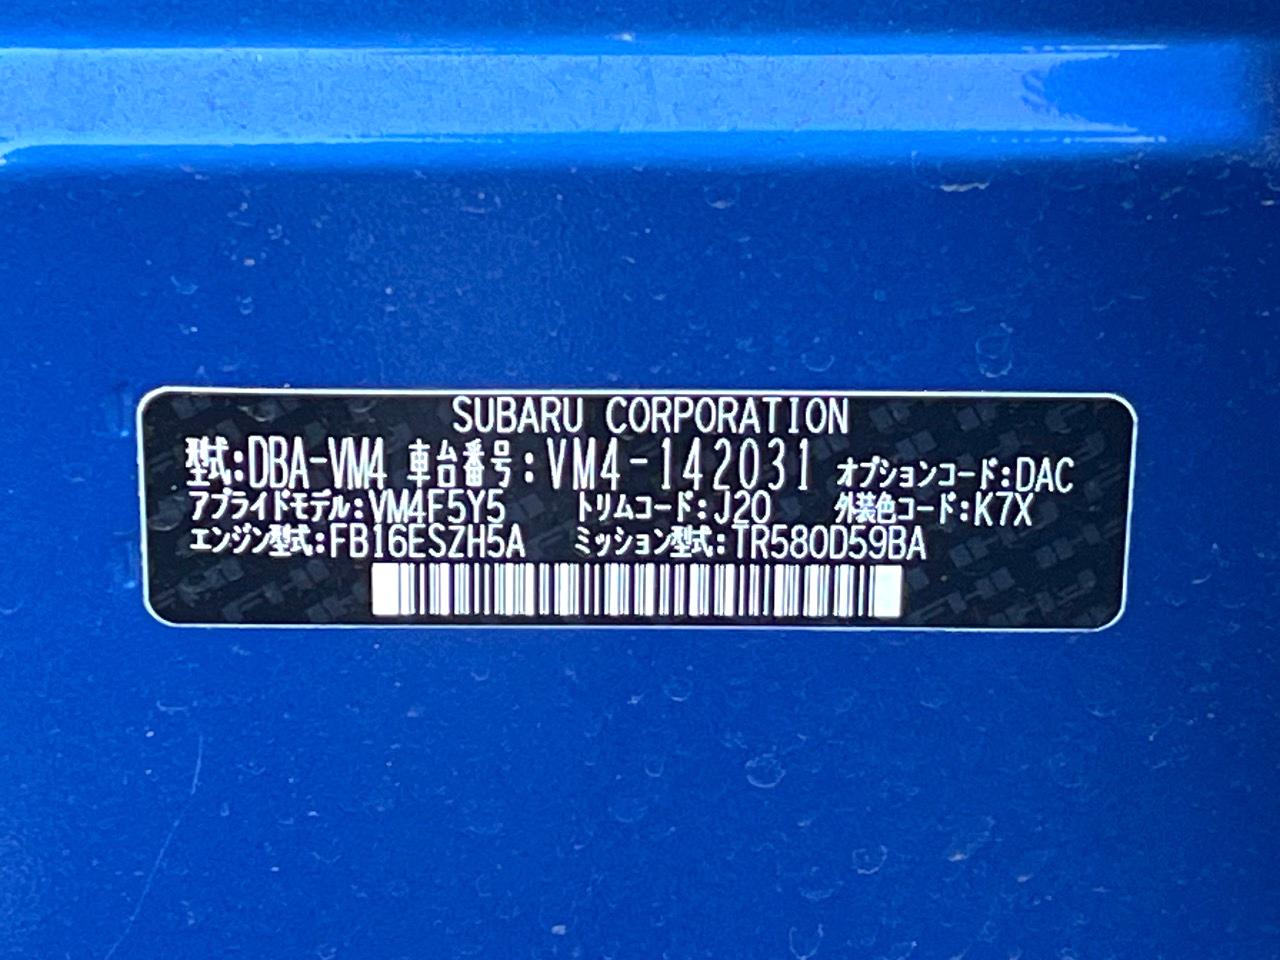 SUBARU CORPORATION
型式:DBA-VM4 車台番号:VM4-142031 オプションコード:DAC
アプライドモデル:VM4F5Y5 トリムコード:J20 外装色コード:K7X
エンジン型式:FB16ESZH5A ミッション型式:TR580D59BA